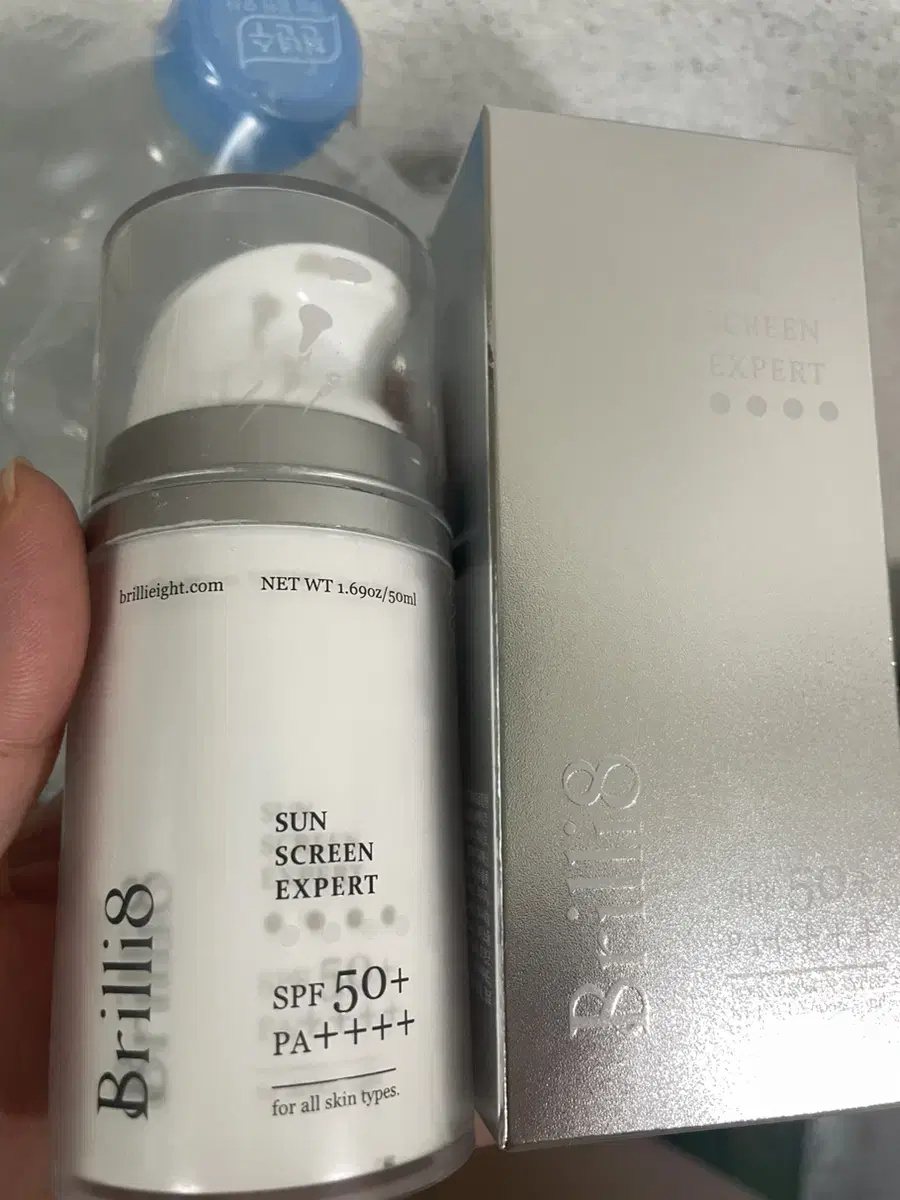 brillieight.com
NET WT 1.69oz/50ml
SUN
SCREEN
EXPERT
SPF 50+
PA++++
for all skin types.
Brilli8
SCREEN
EXPERT
Brilli8
50+